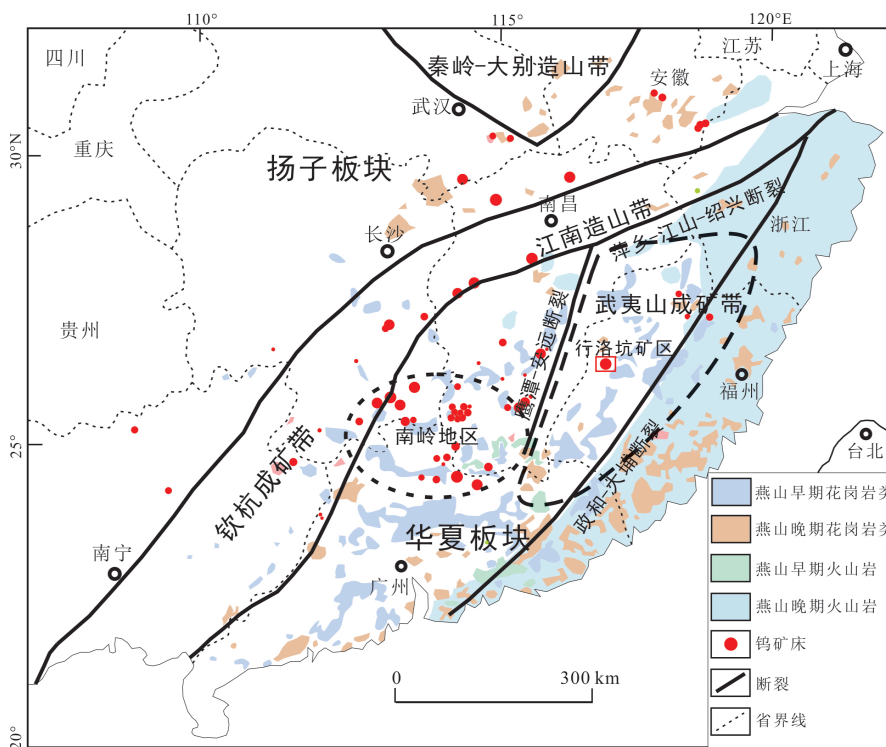 110°
115°
120°E
四川
江苏
秦岭-大别造山带
安徽
上海
武汉
30°N
重庆
扬子板块
南昌
江南造山带
萍乡-江山-绍兴断裂
浙江
长沙
武夷山成矿带
鹰潭-安远断裂
贵州
行洛坑矿区
福州
25°
南岭地区
台北
钦杭成矿带
政和-大埔断裂
华夏板块
南宁
广州
燕山早期花岗岩类
燕山晚期花岗岩类
燕山早期火山岩
燕山晚期火山岩
钨矿床
断裂
省界线
0
300 km
20°